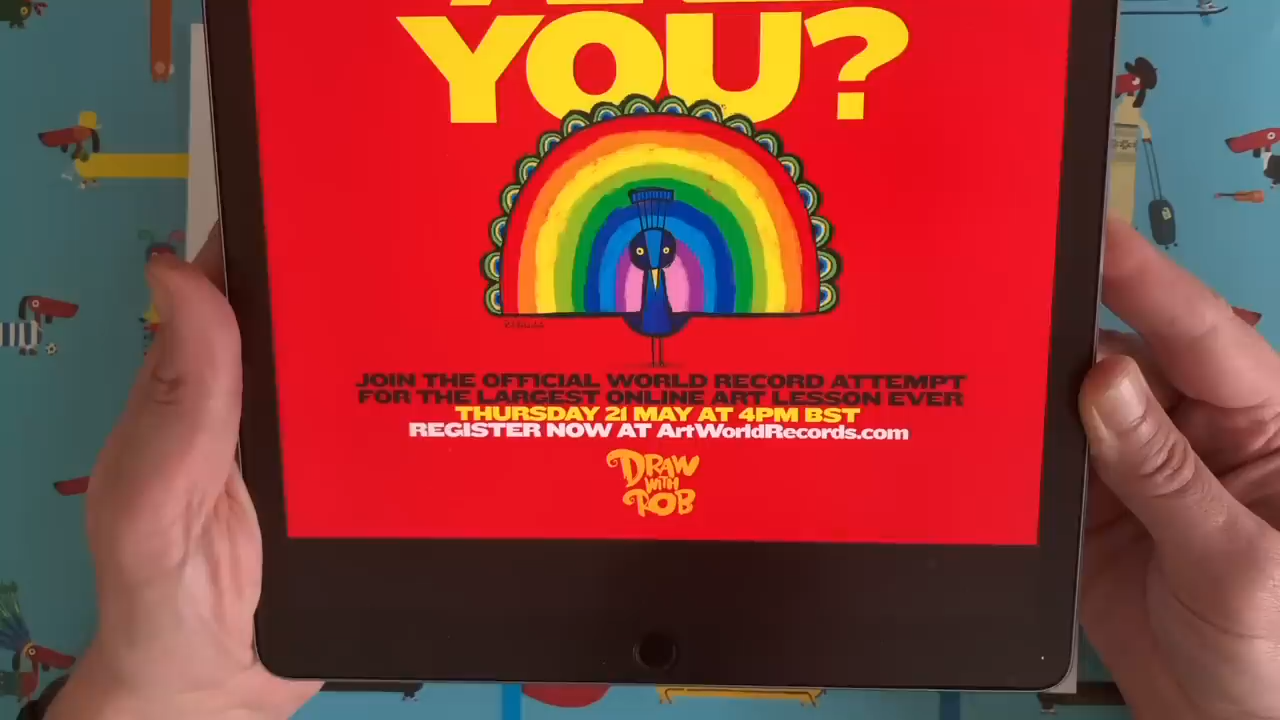 YOU?
JOIN THE OFFICIAL WORLD RECORD ATTEMPT
FOR THE LARGEST ONLINE ART LESSON EVER
THURSDAY 21 MAY AT 4PM BST
REGISTER NOW AT ArtWorldRecords.com
DRAW
WITH
ROB